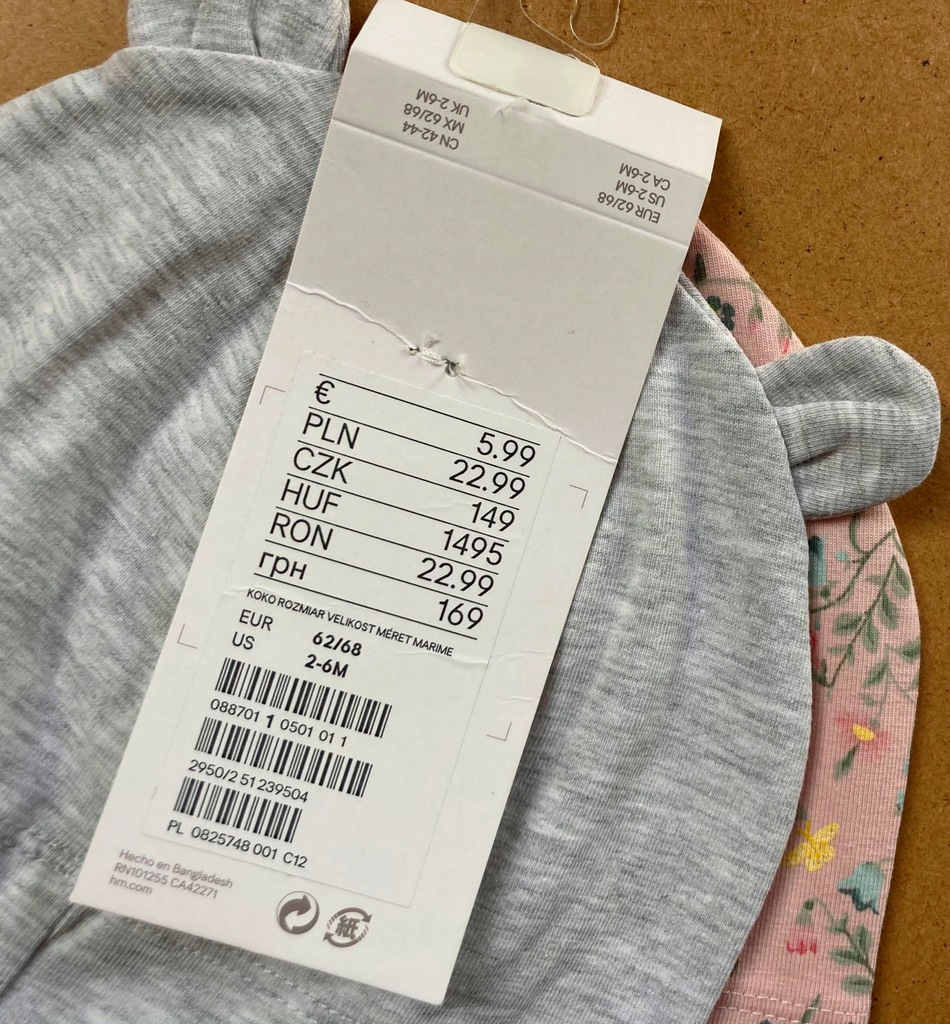 UK 2-6M
MX 62/68
CN 42-44
CA 2-6M
US 2-6M
EUR 62/68
€ 5.99
PLN 22.99
CZK 149
HUF 1495
RON 22.99
грн 169
KOKO ROZMIAR VELIKOST MÉRET MARIME
EUR 62/68
US 2-6M
088701 1 0501 01 1
2950/2 51 239504
PL 0825748 001 C12
Hecho en Bangladesh
RN101255 CA42271
hm.com
紙